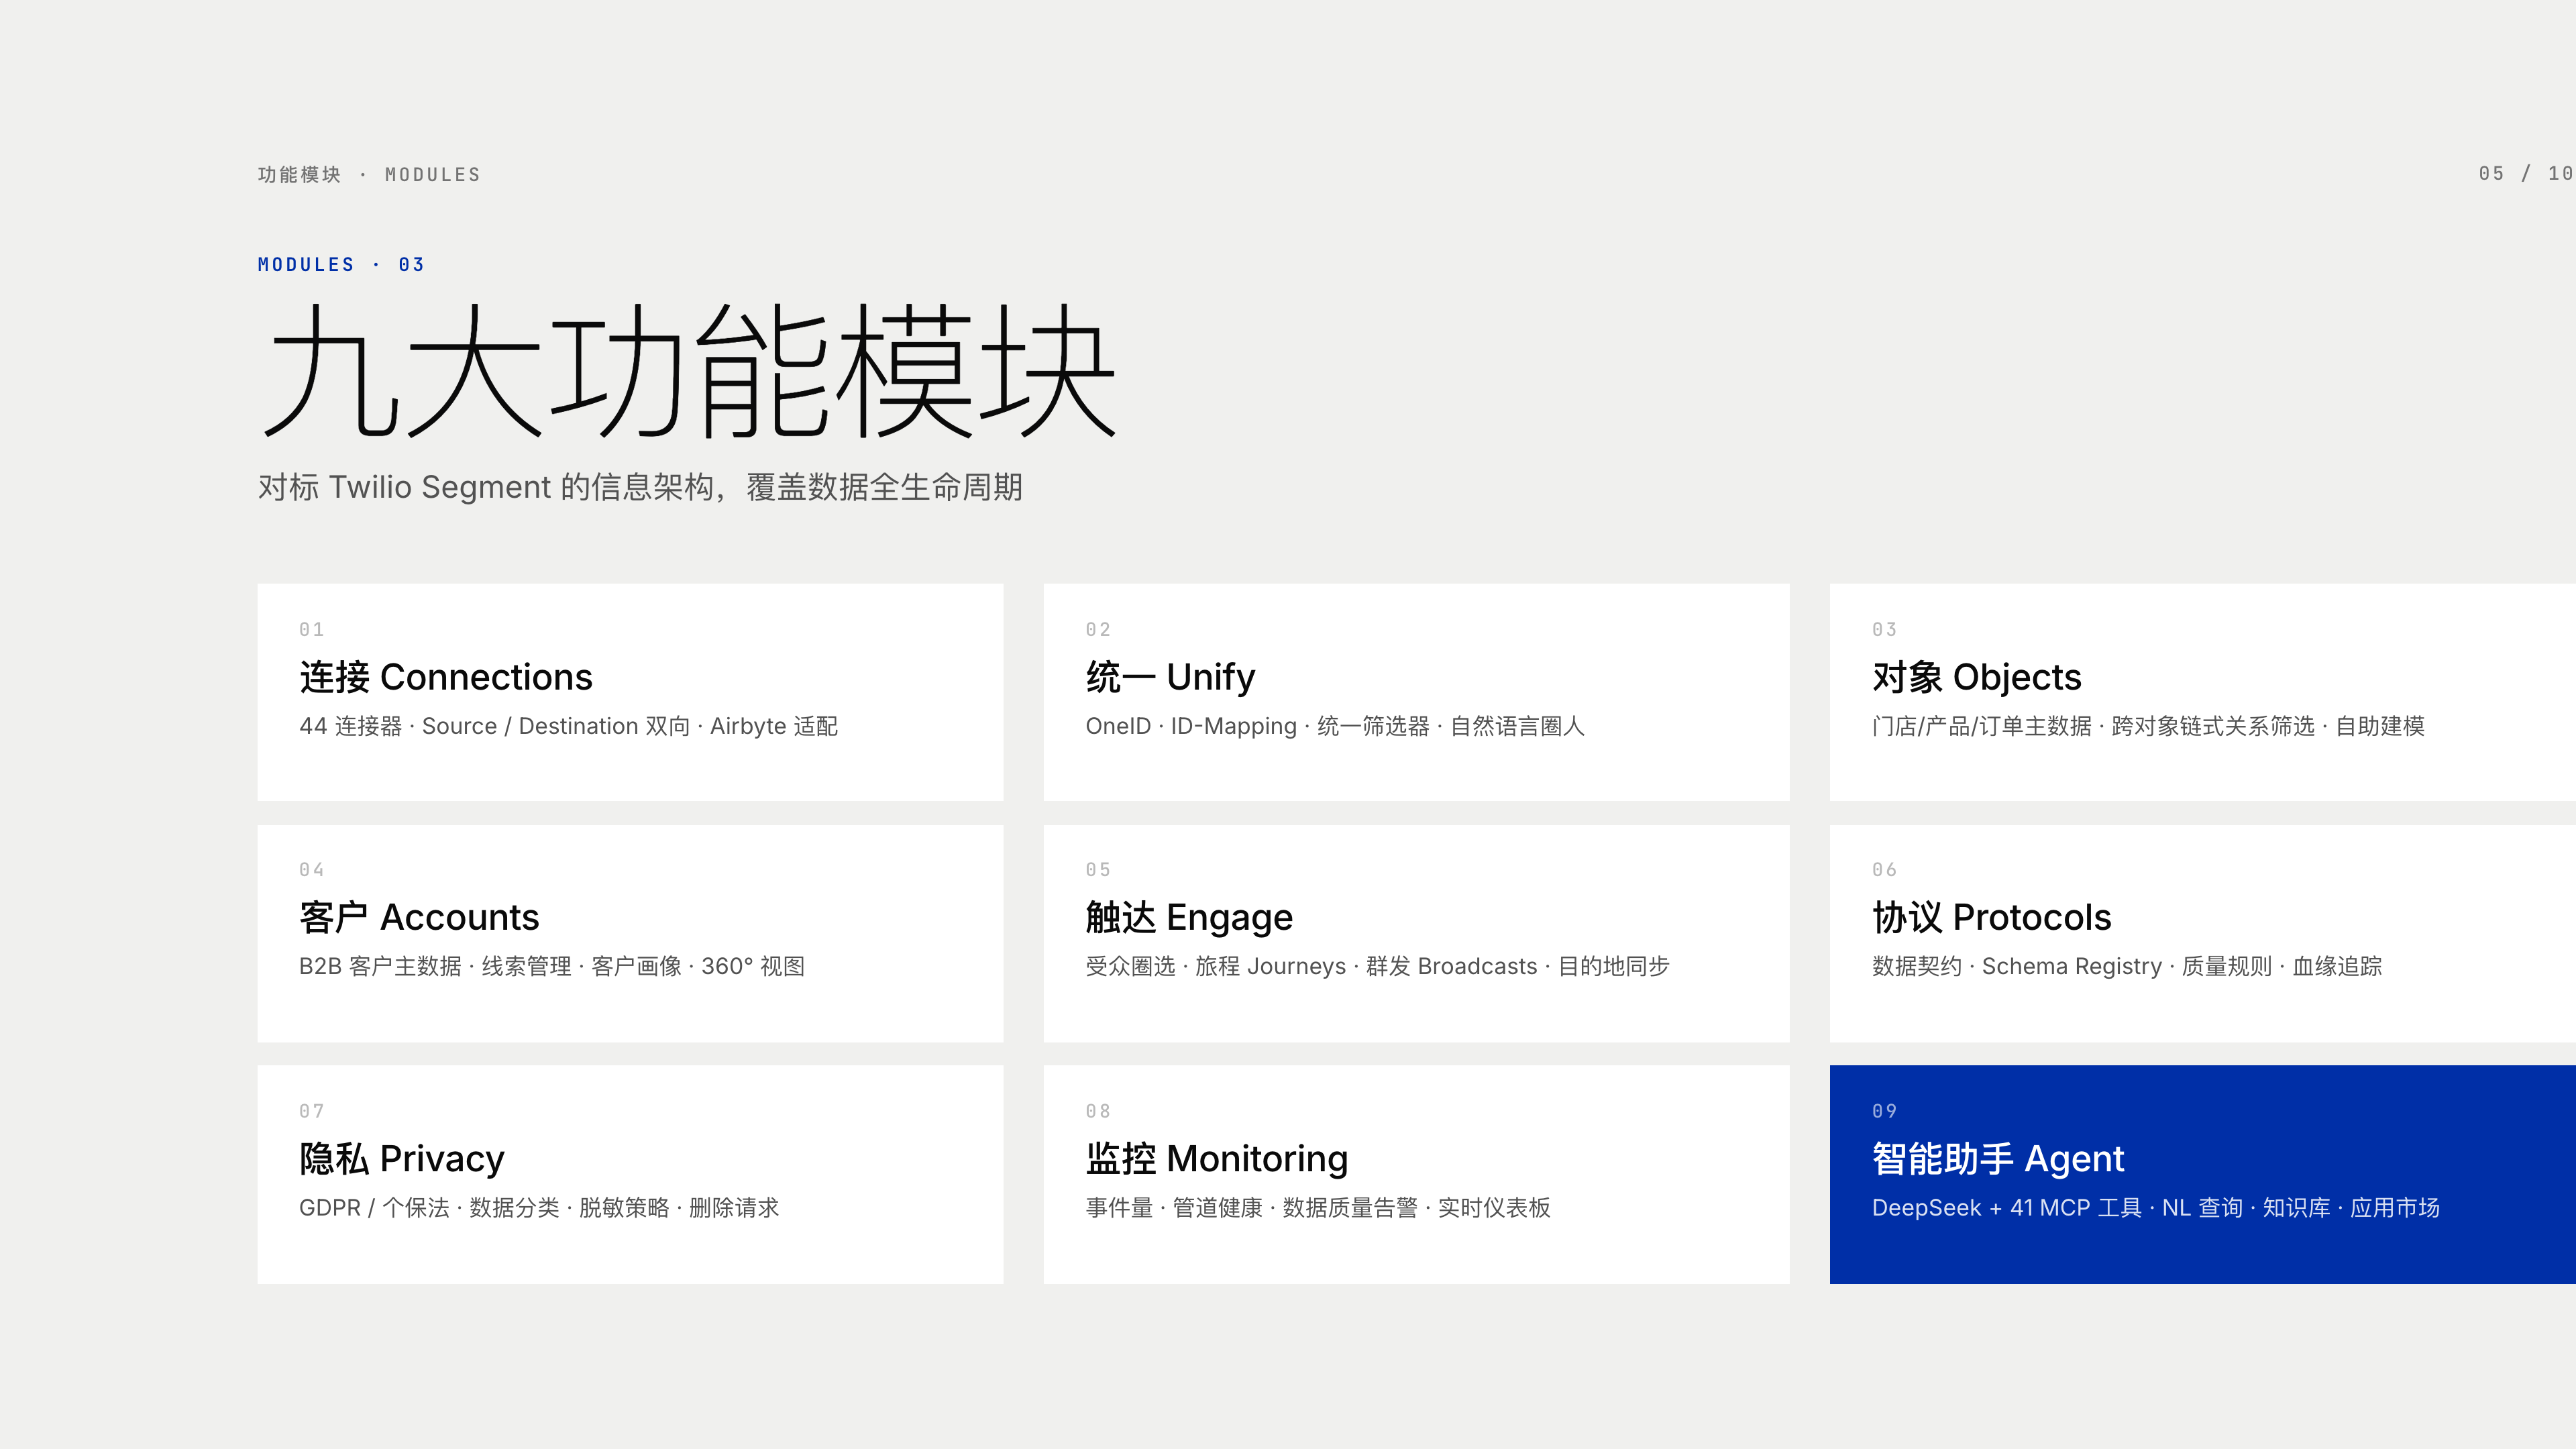 功能模块 · MODULES
05 / 10
MODULES · 03
九大功能模块
对标 Twilio Segment 的信息架构，覆盖数据全生命周期
01
连接 Connections
44 连接器 · Source / Destination 双向 · Airbyte 适配
02
统一 Unify
OneID · ID-Mapping · 统一筛选器 · 自然语言圈人
03
对象 Objects
门店/产品/订单主数据 · 跨对象链式关系筛选 · 自助建模
04
客户 Accounts
B2B 客户主数据 · 线索管理 · 客户画像 · 360° 视图
05
触达 Engage
受众圈选 · 旅程 Journeys · 群发 Broadcasts · 目的地同步
06
协议 Protocols
数据契约 · Schema Registry · 质量规则 · 血缘追踪
07
隐私 Privacy
GDPR / 个保法 · 数据分类 · 脱敏策略 · 删除请求
08
监控 Monitoring
事件量 · 管道健康 · 数据质量告警 · 实时仪表板
09
智能助手 Agent
DeepSeek + 41 MCP 工具 · NL 查询 · 知识库 · 应用市场